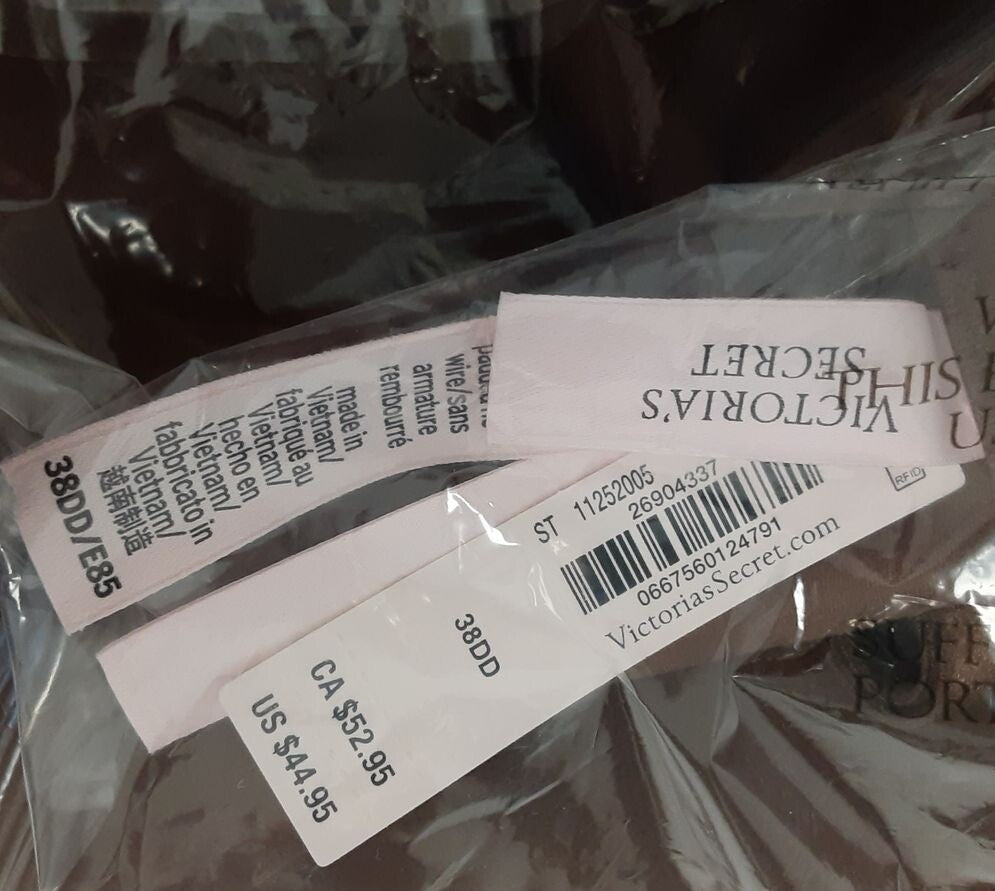 VICTORIA'S
SECRET
wire/sans
armature
rembourré
made in
Vietnam/
fabriqué au
Vietnam/
hecho en
Vietnam/
fabbricato in
Vietnam/
越南制造
38DD/E85
ST 11252005
26904337
0667560124791
VictoriasSecret.com
RFID
38DD
CA $52.95
US $44.95